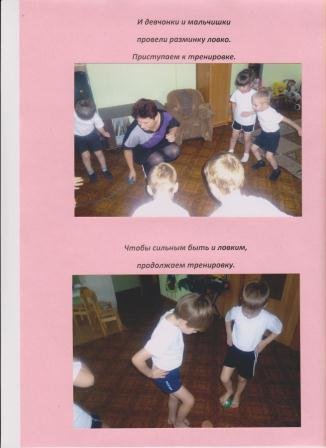 И девчонки и мальчишки
провели разминку ловко.
Приступаем к тренировке.
Чтобы сильным быть и ловким,
продолжаем тренировку.